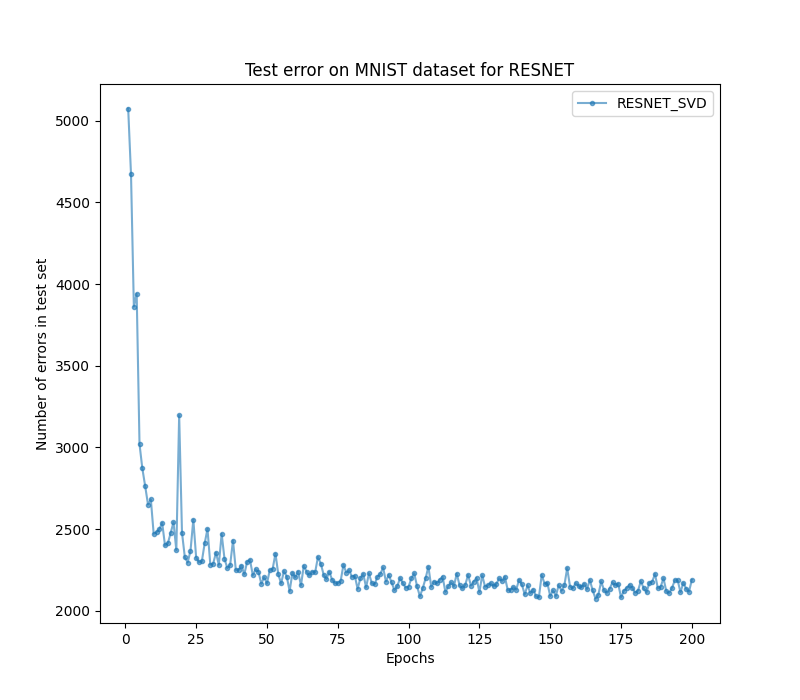 Test error on MNIST dataset for RESNET
RESNET_SVD
Number of errors in test set
5000
4500
4000
3500
3000
2500
2000
0 25 50 75 100 125 150 175 200
Epochs